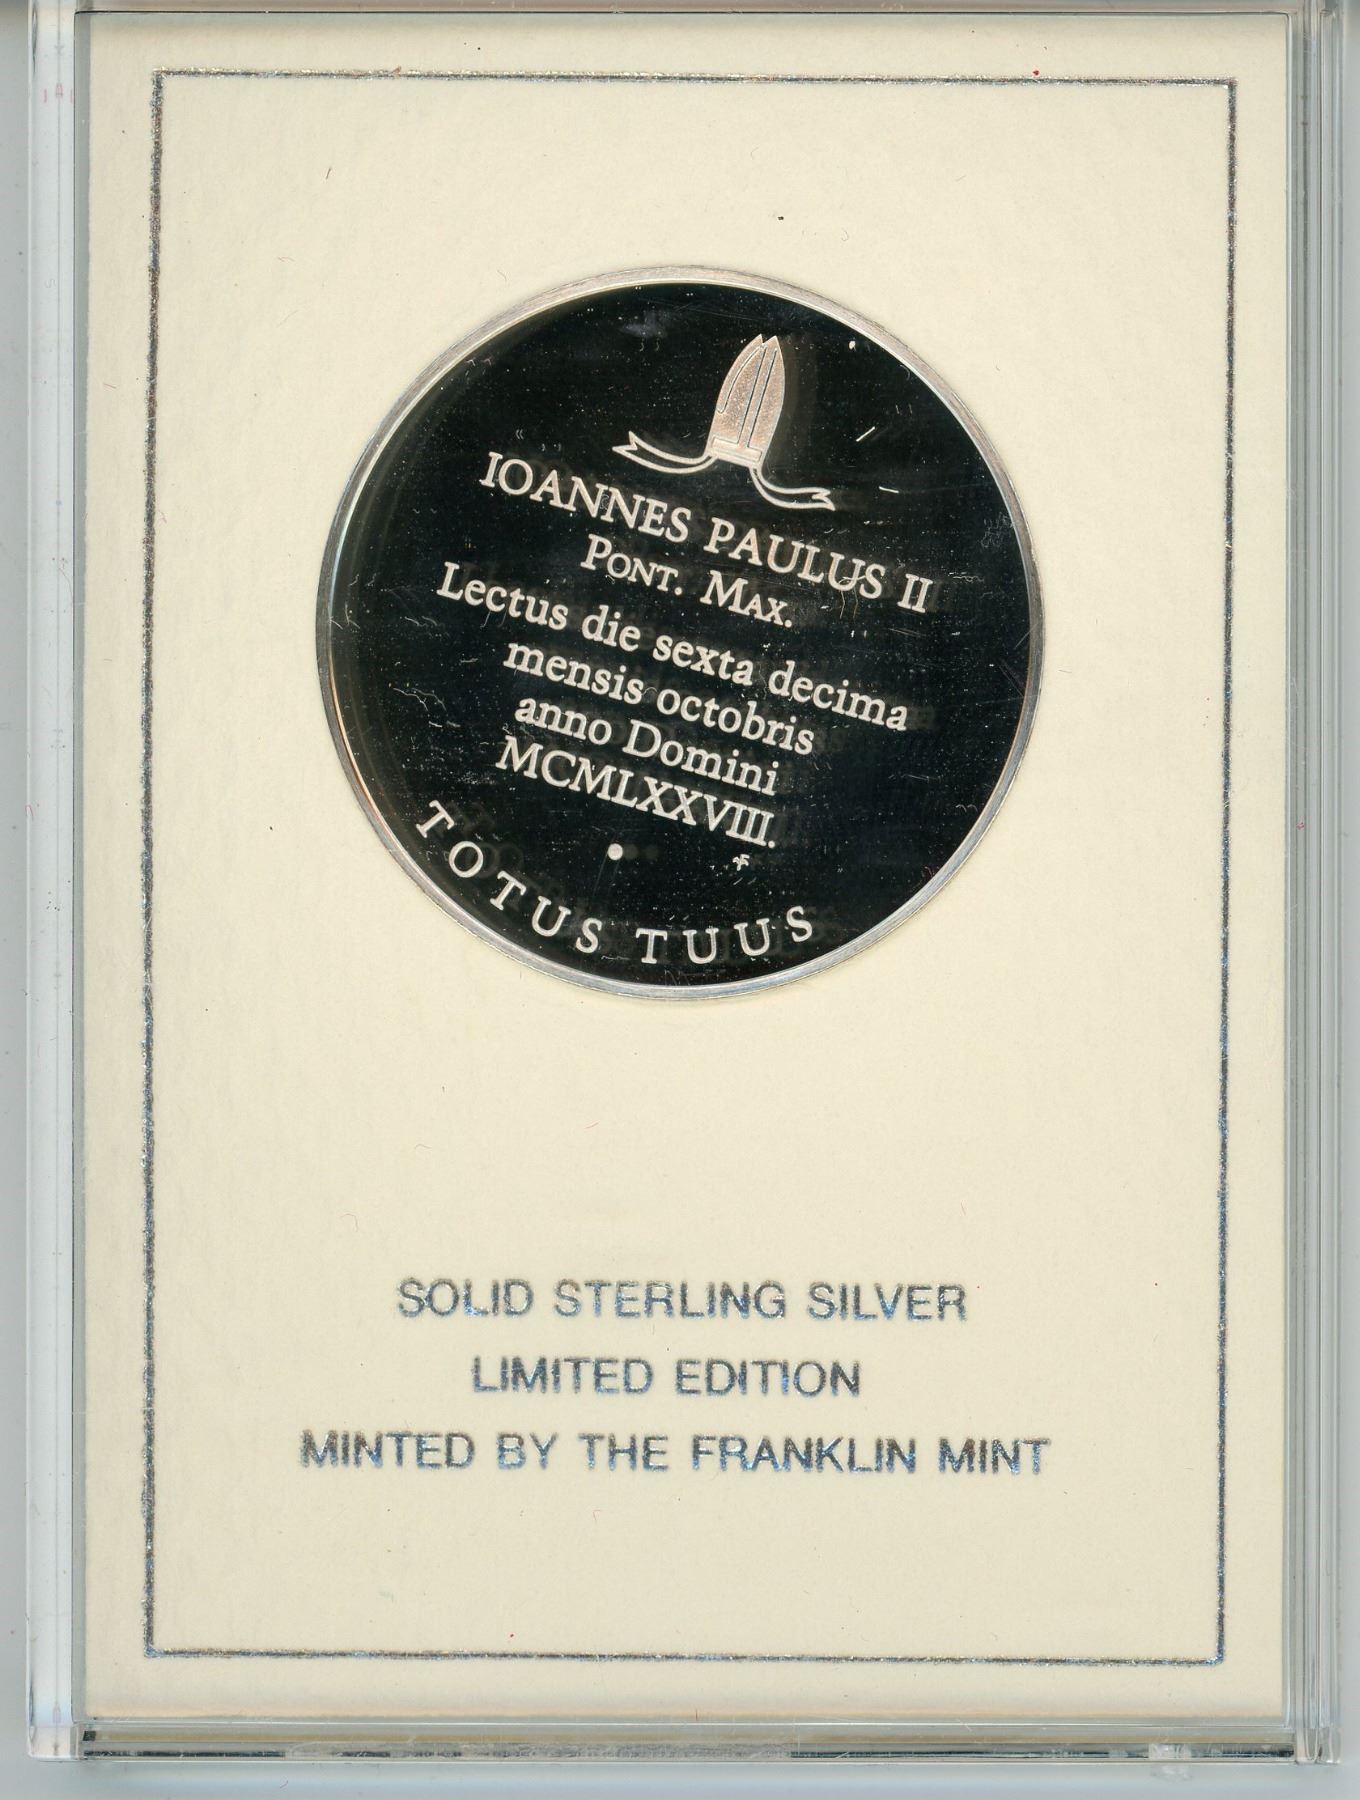 IOANNES PAULUS II
PONT. MAX.
Lectus die sexta decima
mensis octobris
anno Domini
MCMLXXVIII.
TOTUS TUUS
SOLID STERLING SILVER
LIMITED EDITION
MINTED BY THE FRANKLIN MINT